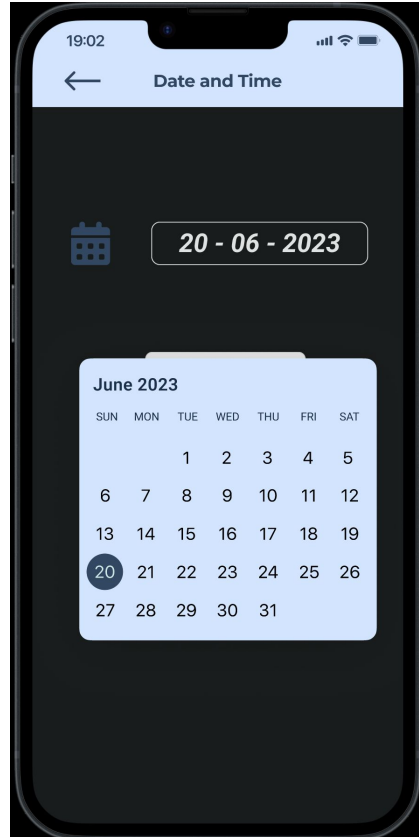 19:02
Date and Time
20 - 06 - 2023
June 2023
SUN MON TUE WED THU FRI SAT
1 2 3 4 5
6 7 8 9 10 11 12
13 14 15 16 17 18 19
20 21 22 23 24 25 26
27 28 29 30 31